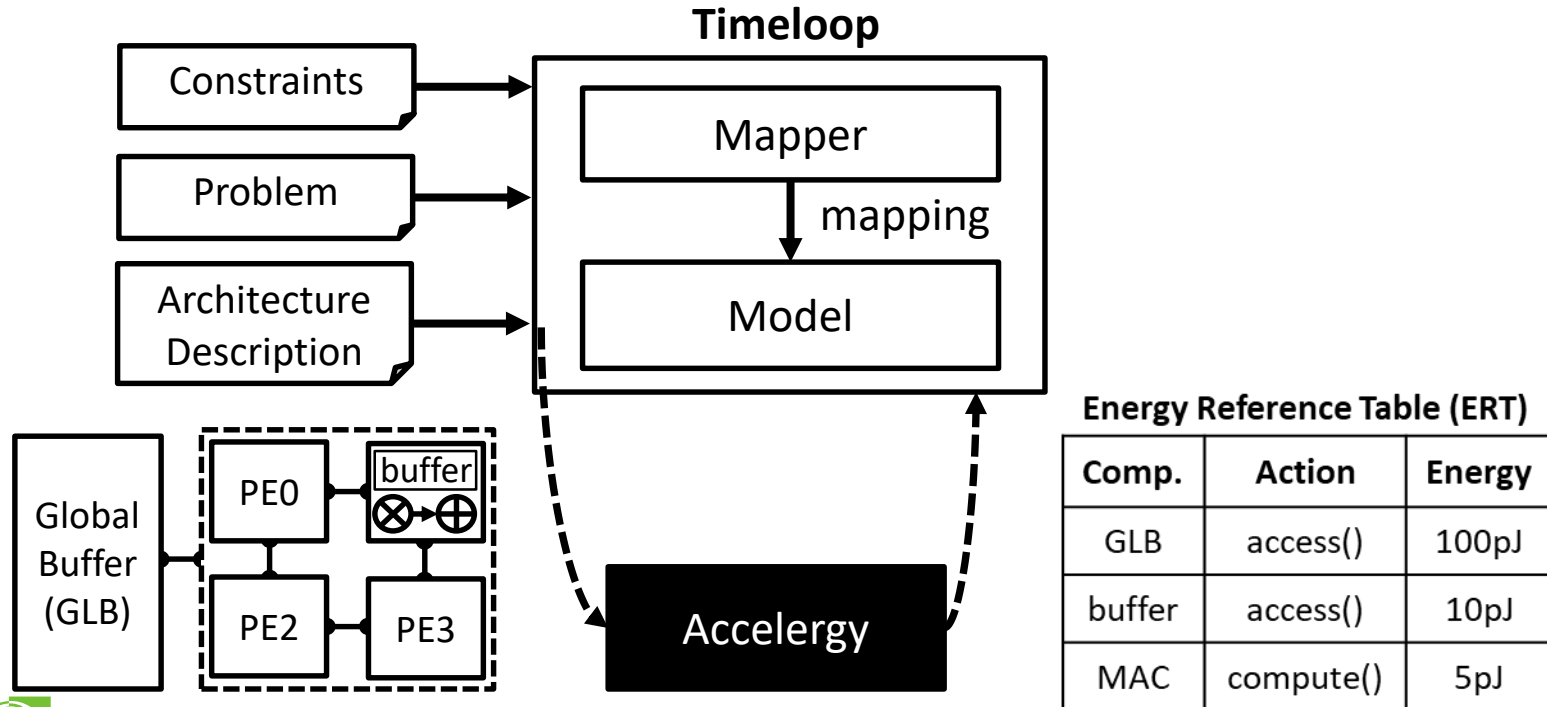 Timeloop
Constraints
Problem
Architecture
Description
Mapper
mapping
Model
Global
Buffer
(GLB)
PE0
buffer
PE2
PE3
Accelergy
Energy Reference Table (ERT)
Comp. Action Energy
GLB access() 100pJ
buffer access() 10pJ
MAC compute() 5pJ